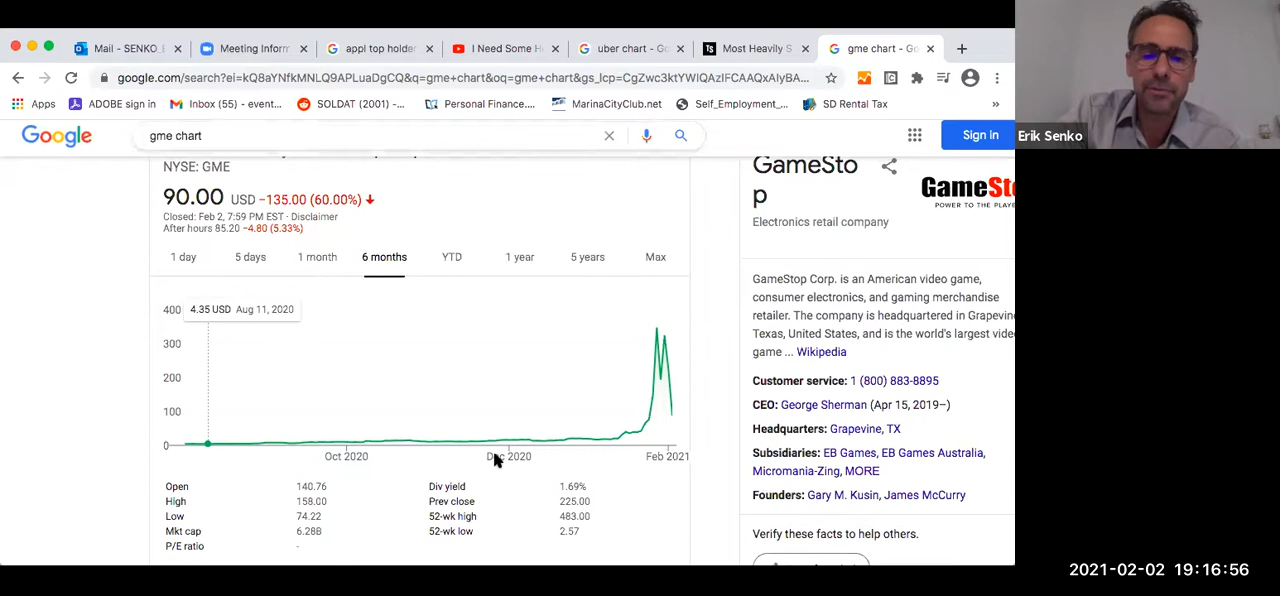 Mail - SENKO_
Meeting Inform
appl top holder
I Need Some H
uber chart - Go
Most Heavily S
gme chart - Go
google.com/search?ei=kQ8aYNfkMNLQ9APLuaDgCQ&q=gme+chart&oq=gme+chart&gs_lcp=CgZwc3ktYWIQAzIFCAAQxAIyBA...
Apps
ADOBE sign in
Inbox (55) - event...
SOLDAT (2001) -...
Personal Finance....
MarinaCityClub.net
Self_Employment_...
SD Rental Tax
»
Google
gme chart
Sign in
Erik Senko
NYSE: GME
90.00 USD −135.00 (60.00%)
Closed: Feb 2, 7:59 PM EST · Disclaimer
After hours 85.20 −4.80 (5.33%)
1 day
5 days
1 month
6 months
YTD
1 year
5 years
Max
400
300
200
100
0
4.35 USD Aug 11, 2020
Oct 2020
Dec 2020
Feb 2021
Open 140.76
High 158.00
Low 74.22
Mkt cap 6.28B
P/E ratio -
Div yield 1.69%
Prev close 225.00
52-wk high 483.00
52-wk low 2.57
GameSto
p
Electronics retail company
GameSt
POWER TO THE PLAYE
GameStop Corp. is an American video game,
consumer electronics, and gaming merchandise
retailer. The company is headquartered in Grapevine
Texas, United States, and is the world's largest video
game ... Wikipedia
Customer service: 1 (800) 883-8895
CEO: George Sherman (Apr 15, 2019–)
Headquarters: Grapevine, TX
Subsidiaries: EB Games, EB Games Australia,
Micromania-Zing, MORE
Founders: Gary M. Kusin, James McCurry
Verify these facts to help others.
2021-02-02 19:16:56